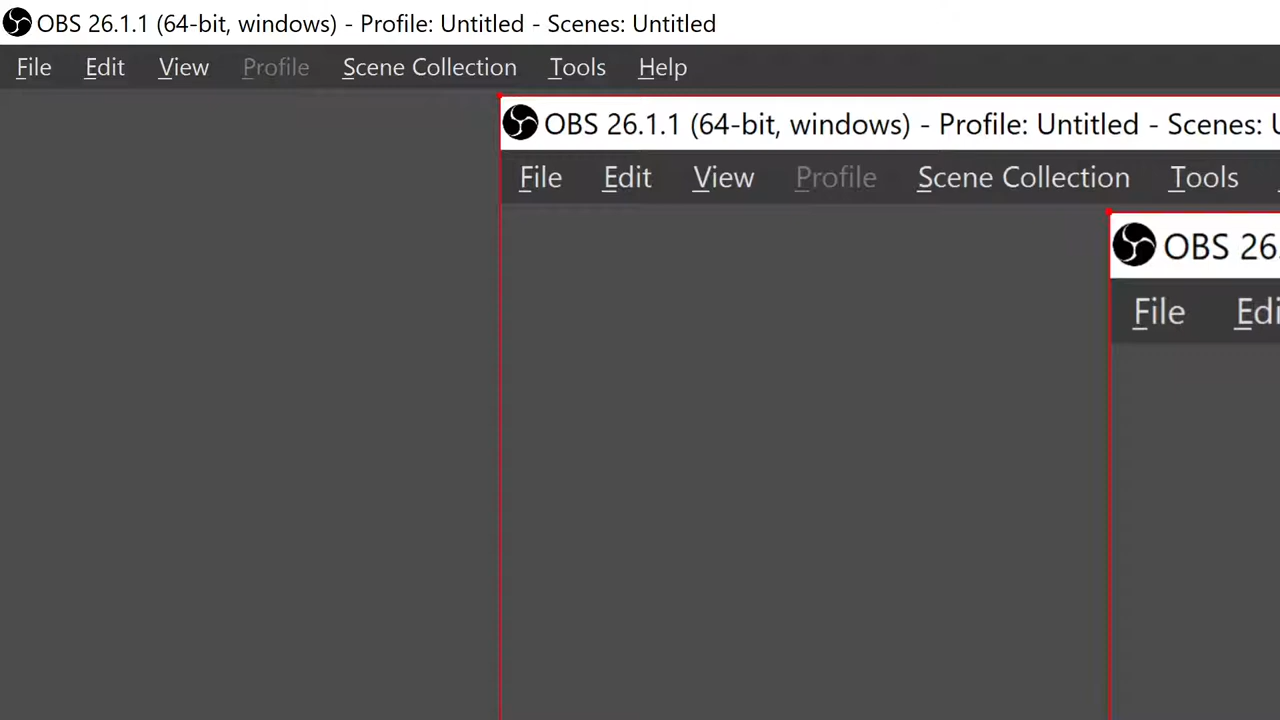 OBS 26.1.1 (64-bit, windows) - Profile: Untitled - Scenes: Untitled
File Edit View Profile Scene Collection Tools Help
OBS 26.1.1 (64-bit, windows) - Profile: Untitled - Scenes:
File Edit View Profile Scene Collection Tools
OBS 26.
File Edi